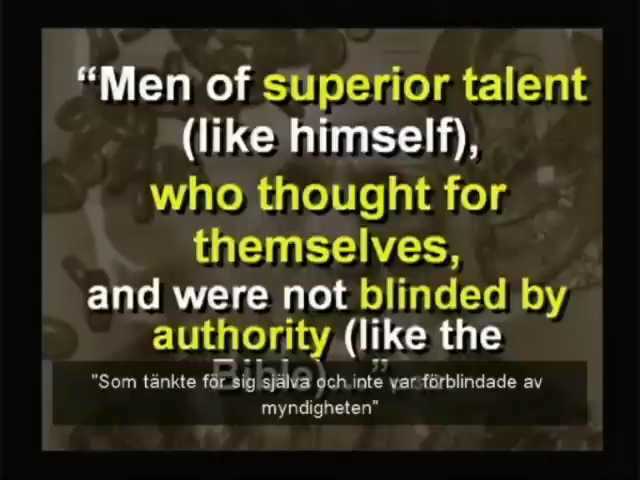 “Men of superior talent
(like himself),
who thought for
themselves,
and were not blinded by
authority (like the
Bible)...”
"Som tänkte för sig själva och inte var förblindade av
myndigheten"